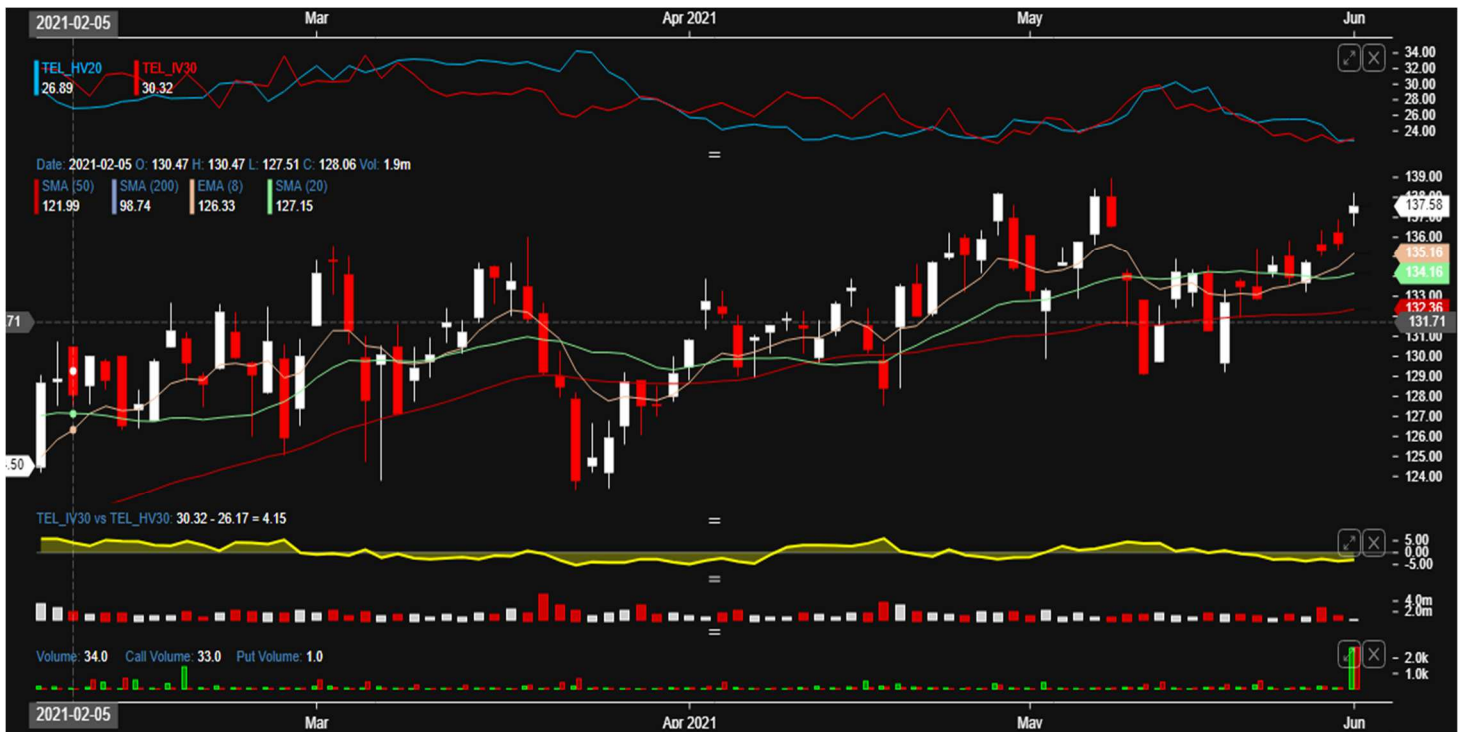 2021-02-05 Mar Apr 2021 May Jun
TEL_HV20 TEL_IV30
26.89 30.32
34.00
32.00
30.00
28.00
26.00
24.00
Date: 2021-02-05 O: 130.47 H: 130.47 L: 127.51 C: 128.06 Vol: 1.9m
SMA (50) SMA (200) EMA (8) SMA (20)
121.99 98.74 126.33 127.15
139.00
138.00
137.58
137.00
136.00
135.16
134.16
133.00
132.36
71 131.71
131.00
130.00
129.00
128.00
127.00
126.00
125.00
.50
124.00
TEL_IV30 vs TEL_HV30: 30.32 - 26.17 = 4.15
5.00
0.00
-5.00
4.0m
2.0m
Volume: 34.0 Call Volume: 33.0 Put Volume: 1.0
2.0k
1.0k
2021-02-05 Mar Apr 2021 May Jun